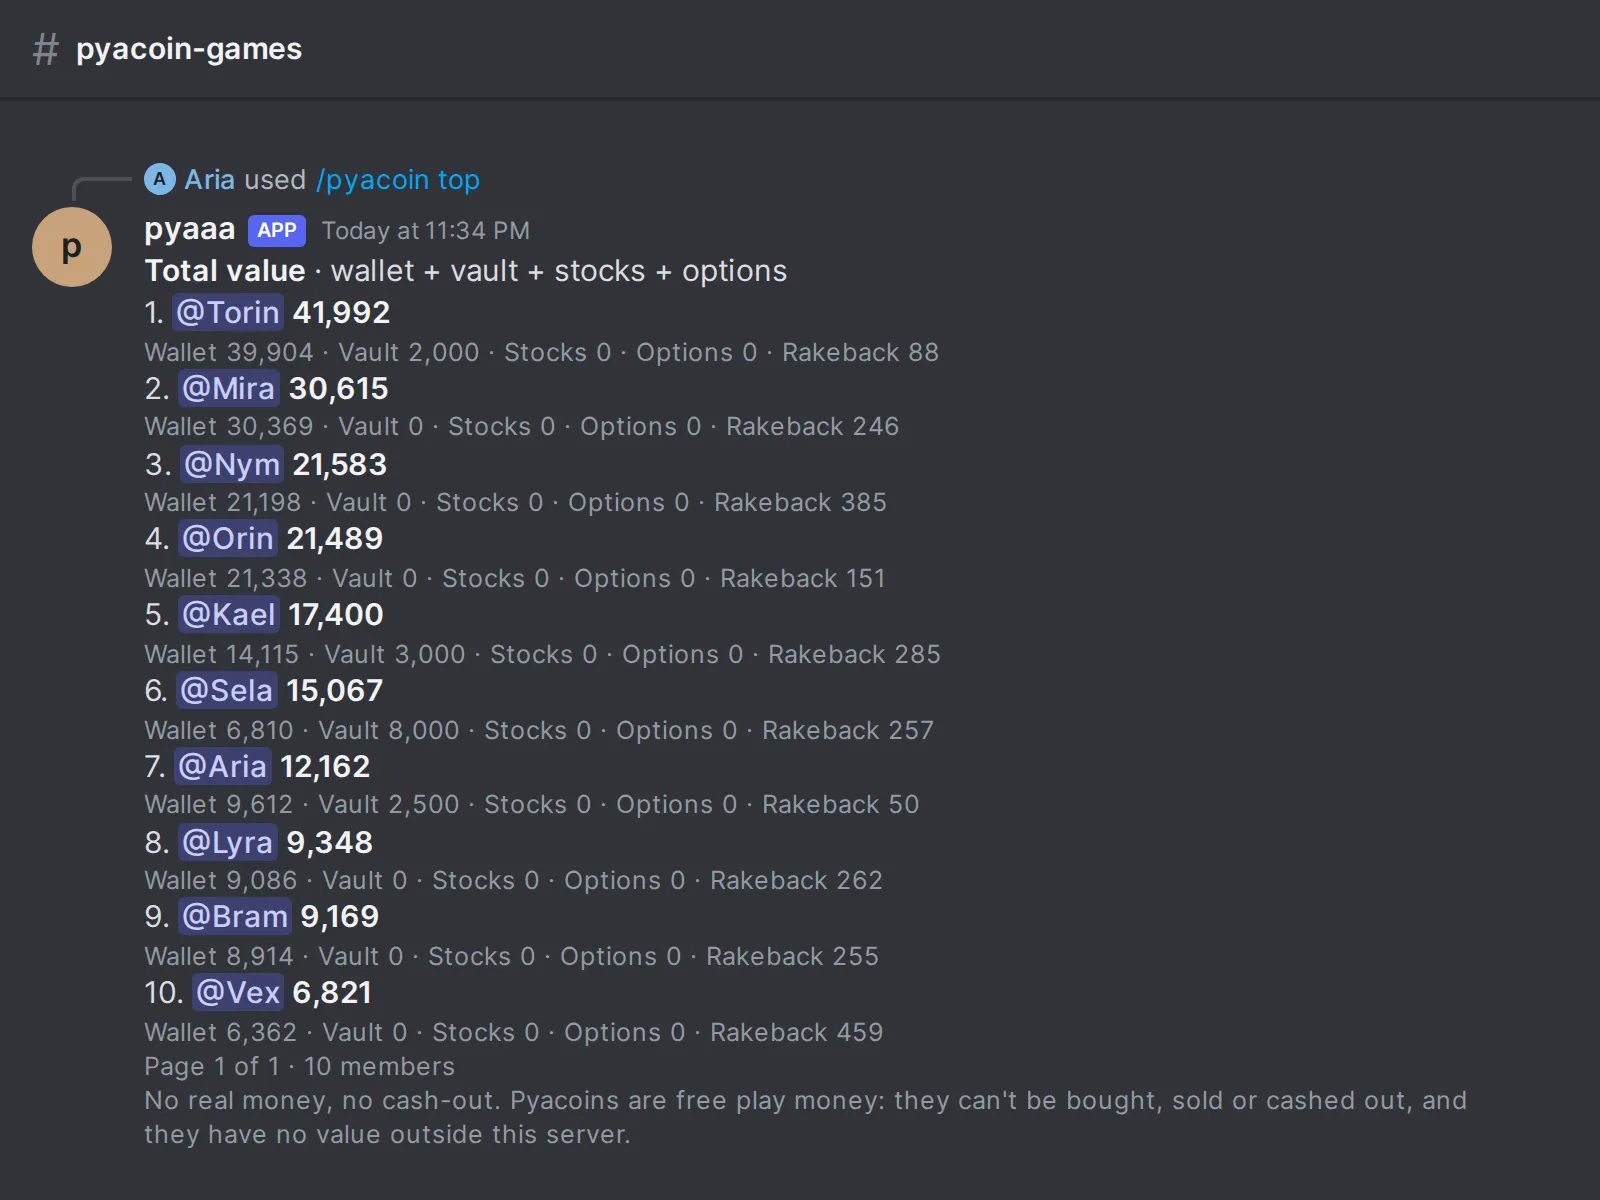 # pyacoin-games
A Aria used /pyacoin top
p
pyaaa APP Today at 11:34 PM
Total value · wallet + vault + stocks + options
1. @Torin 41,992
Wallet 39,904 · Vault 2,000 · Stocks 0 · Options 0 · Rakeback 88
2. @Mira 30,615
Wallet 30,369 · Vault 0 · Stocks 0 · Options 0 · Rakeback 246
3. @Nym 21,583
Wallet 21,198 · Vault 0 · Stocks 0 · Options 0 · Rakeback 385
4. @Orin 21,489
Wallet 21,338 · Vault 0 · Stocks 0 · Options 0 · Rakeback 151
5. @Kael 17,400
Wallet 14,115 · Vault 3,000 · Stocks 0 · Options 0 · Rakeback 285
6. @Sela 15,067
Wallet 6,810 · Vault 8,000 · Stocks 0 · Options 0 · Rakeback 257
7. @Aria 12,162
Wallet 9,612 · Vault 2,500 · Stocks 0 · Options 0 · Rakeback 50
8. @Lyra 9,348
Wallet 9,086 · Vault 0 · Stocks 0 · Options 0 · Rakeback 262
9. @Bram 9,169
Wallet 8,914 · Vault 0 · Stocks 0 · Options 0 · Rakeback 255
10. @Vex 6,821
Wallet 6,362 · Vault 0 · Stocks 0 · Options 0 · Rakeback 459
Page 1 of 1 · 10 members
No real money, no cash-out. Pyacoins are free play money: they can't be bought, sold or cashed out, and
they have no value outside this server.